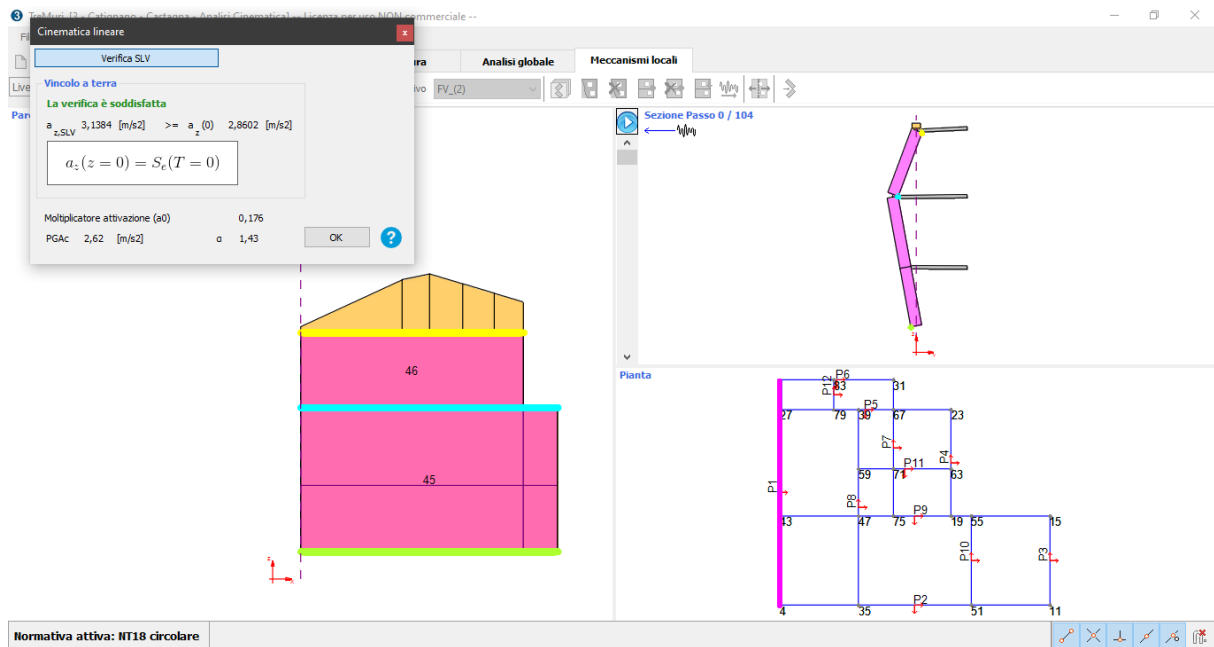 TreMuri [3 - Catignano - Castagna - Analisi Cinematica] -- Licenza per uso NON commerciale --
Cinematica lineare
Verifica SLV
Vincolo a terra
La verifica è soddisfatta
a z,SLV 3,1384 [m/s2] >= a z (0) 2,8602 [m/s2]
a_z(z = 0) = S_e(T = 0)
Moltiplicatore attivazione (a0) 0,176
PGAc 2,62 [m/s2] α 1,43 OK ?
Analisi globale
Meccanismi locali
FV_(2)
Sezione Passo 0 / 104
46
45
z
x
Pianta
P6
P12
83
31
27
79
P5
39
67
23
P7
P4
P11
59
71
63
P1
P8
P9
43
47
75
19
55
15
P10
P3
P2
4
35
51
11
Normativa attiva: NT18 circolare